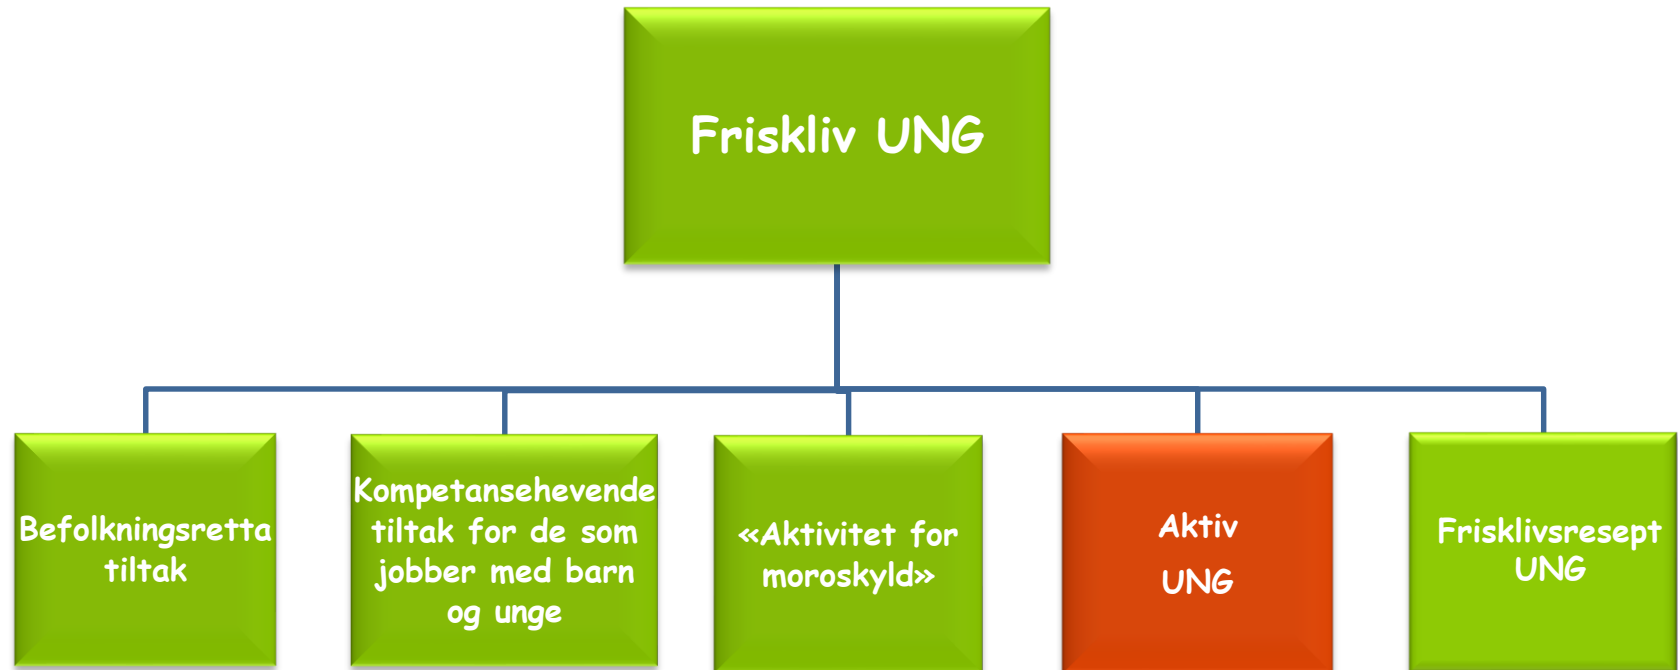 Friskliv UNG
Befolkningsretta
tiltak
Kompetansehevende
tiltak for de som
jobber med barn
og unge
«Aktivitet for
moroskyld»
Aktiv
UNG
Frisklivsresept
UNG